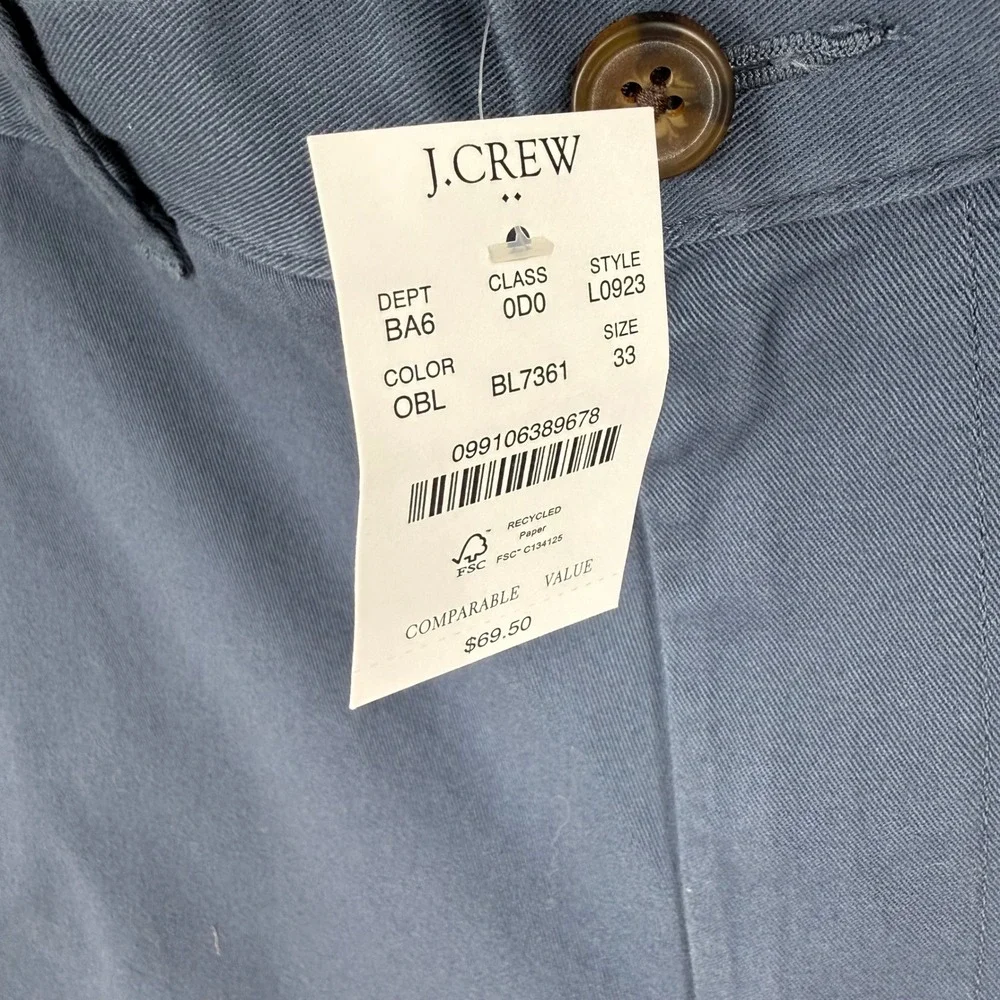 J.CREW
DEPT CLASS STYLE
BA6 0D0 L0923
COLOR SIZE
OBL BL7361 33
099106389678
RECYCLED
Paper
FSC™ C134125
FSC
COMPARABLE VALUE
$69.50